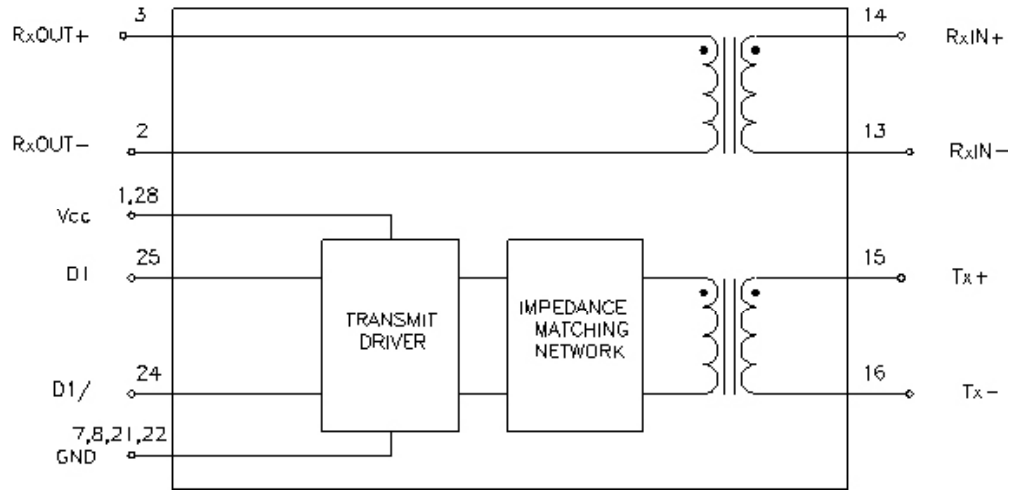 3
14
RxOUT+
RxIN+
2
13
RxOUT-
RxIN-
1,28
Vcc
25
15
DI
Tx+
TRANSMIT
DRIVER
IMPEDANCE
MATCHING
NETWORK
24
16
D1/
Tx-
7,8,21,22
GND